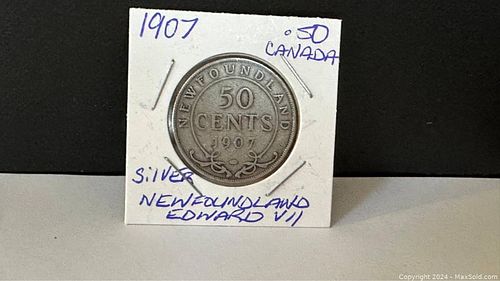 1907 .50
CANADA
NEWFOUNDLAND
50
CENTS
1907
SILVER
NEWFOUNDLAND
EDWARD VII
Copyright 2024 - MaxSold.com